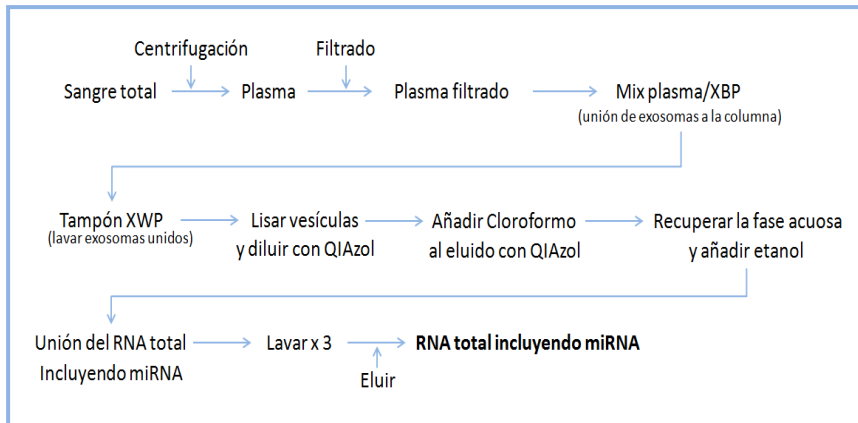 Centrifugación
Filtrado
Sangre total
Plasma
Plasma filtrado
Mix plasma/XBP
(unión de exosomas a la columna)
Tampón XWP
(lavar exosomas unidos)
Lisar vesículas
y diluir con QIAzol
Añadir Cloroformo
al eluido con QIAzol
Recuperar la fase acuosa
y añadir etanol
Unión del RNA total
Incluyendo miRNA
Lavar x 3
RNA total incluyendo miRNA
Eluir